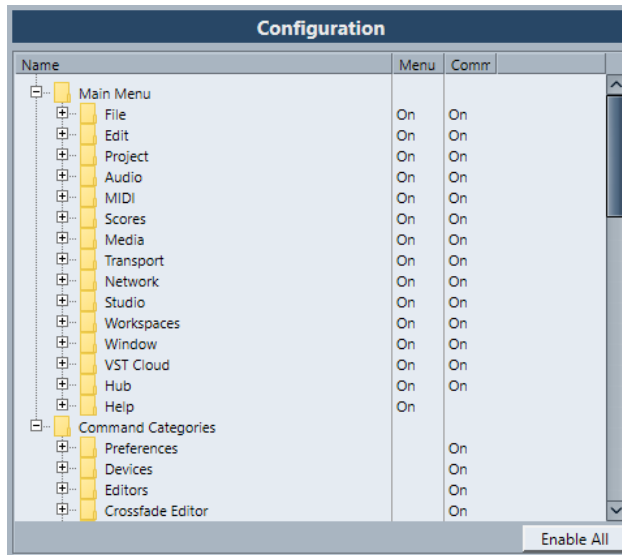 Configuration
Name Menu Comm
Main Menu
File On On
Edit On On
Project On On
Audio On On
MIDI On On
Scores On On
Media On On
Transport On On
Network On On
Studio On On
Workspaces On On
Window On On
VST Cloud On On
Hub On On
Help On
Command Categories
Preferences On
Devices On
Editors On
Crossfade Editor On
Enable All